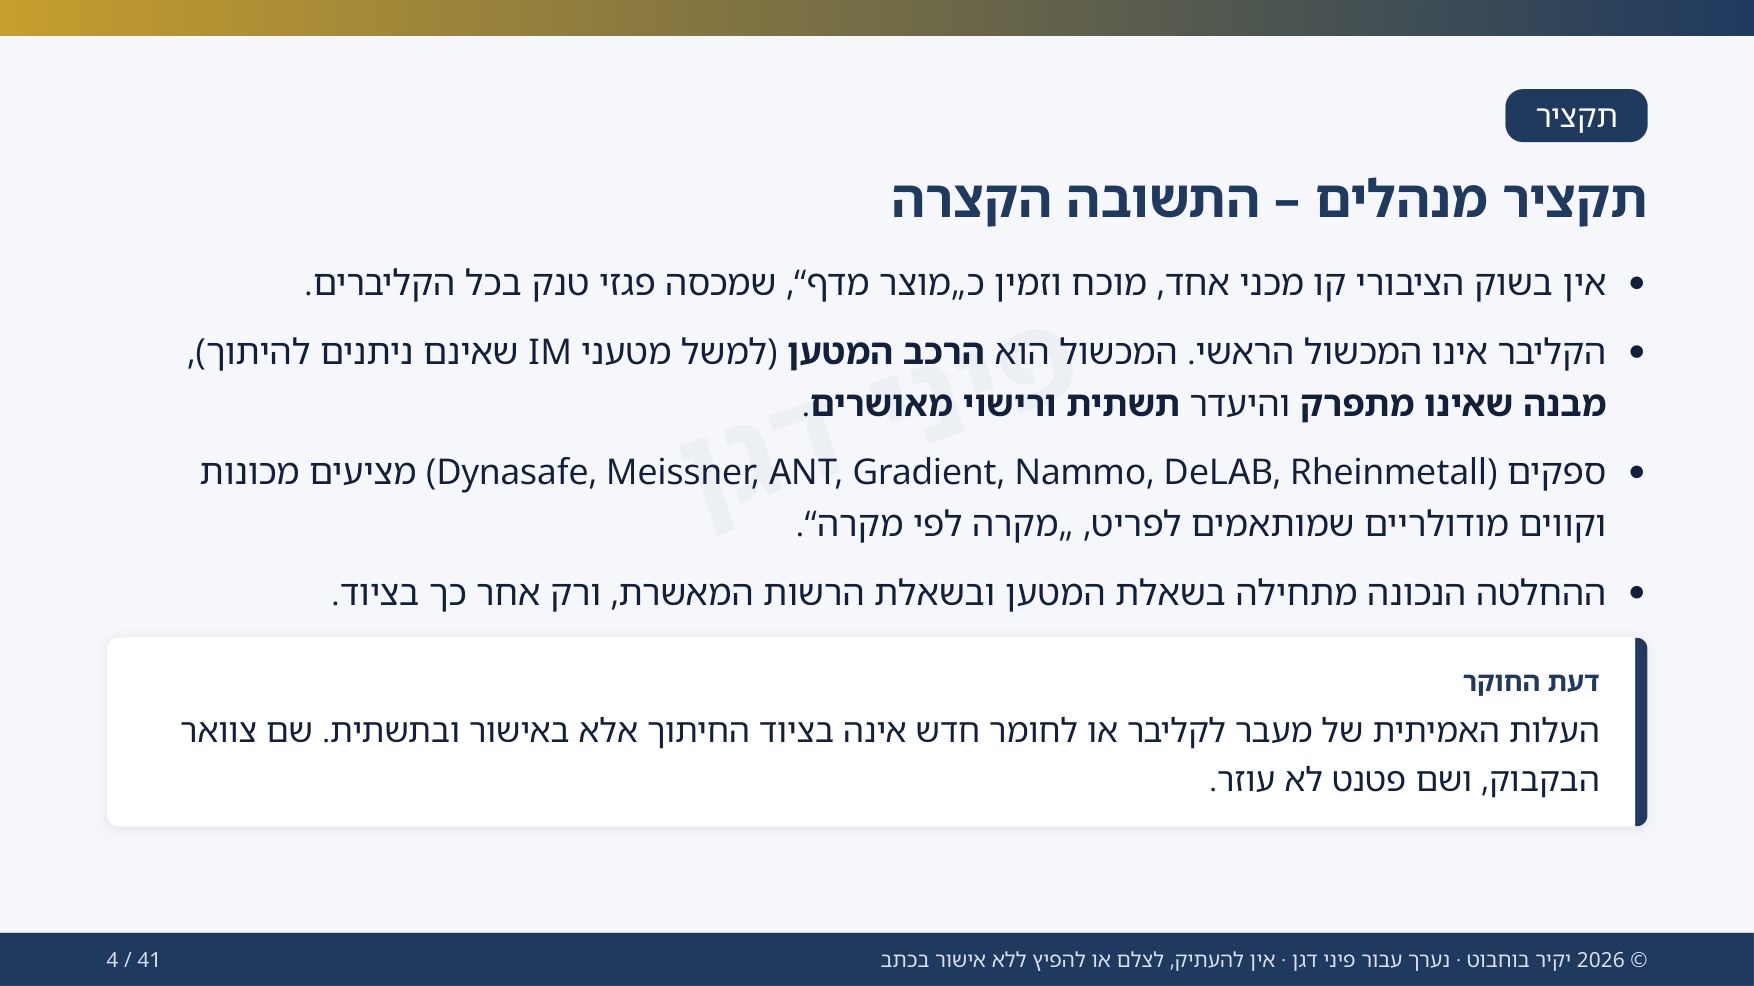 תקציר
תקציר מנהלים – התשובה הקצרה
• אין בשוק הציבורי קו מכני אחד, מוכח וזמין כ„מוצר מדף“, שמכסה פגזי טנק בכל הקליברים.
• הקליבר אינו המכשול הראשי. המכשול הוא הרכב המטען (למשל מטעני IM שאינם ניתנים להיתוך),
מבנה שאינו מתפרק והיעדר תשתית ורישוי מאושרים.
• ספקים (Dynasafe, Meissner, ANT, Gradient, Nammo, DeLAB, Rheinmetall) מציעים מכונות
וקווים מודולריים שמותאמים לפריט, „מקרה לפי מקרה“.
• ההחלטה הנכונה מתחילה בשאלת המטען ובשאלת הרשות המאשרת, ורק אחר כך בציוד.
דעת החוקר
העלות האמיתית של מעבר לקליבר או לחומר חדש אינה בציוד החיתוך אלא באישור ובתשתית. שם צוואר
הבקבוק, ושם פטנט לא עוזר.
פיני דגן
© 2026 יקיר בוחבוט · נערך עבור פיני דגן · אין להעתיק, לצלם או להפיץ ללא אישור בכתב
4 / 41